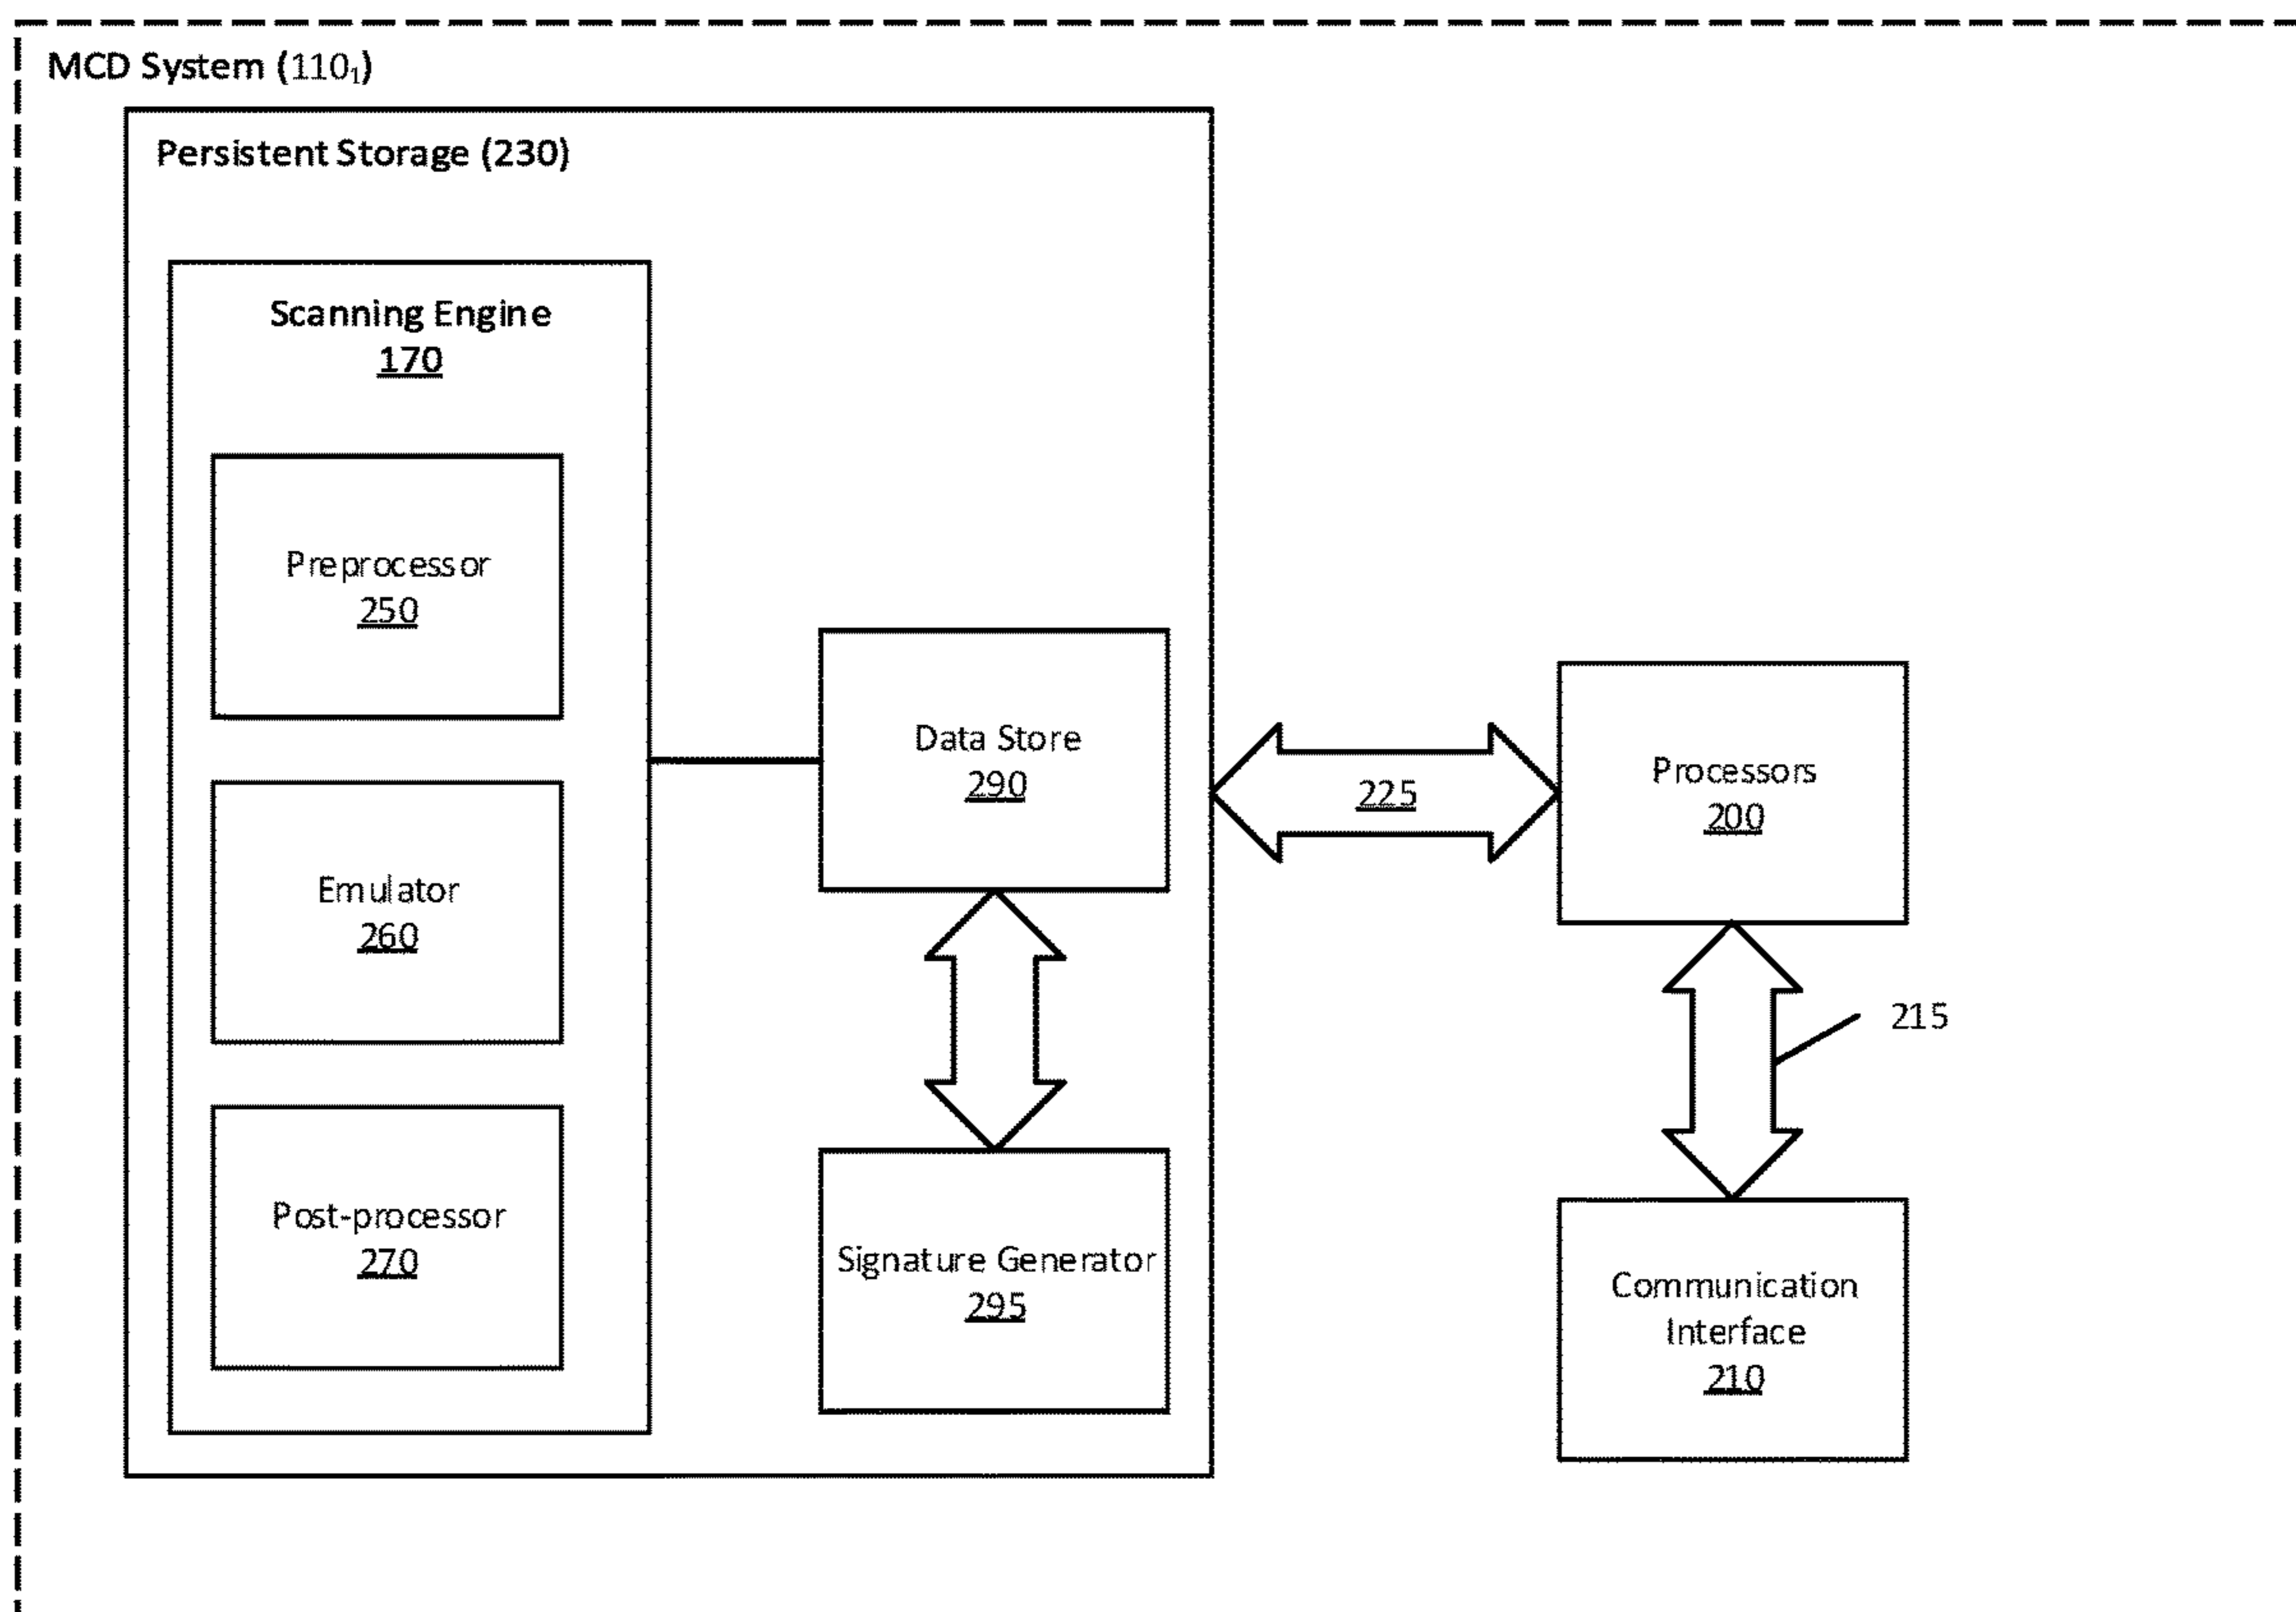 MCD System (110₁)
Persistent Storage (230)
Scanning Engine
170
Preprocessor
250
Emulator
260
Post-processor
270
Data Store
290
Signature Generator
295
225
Processors
200
215
Communication
Interface
210